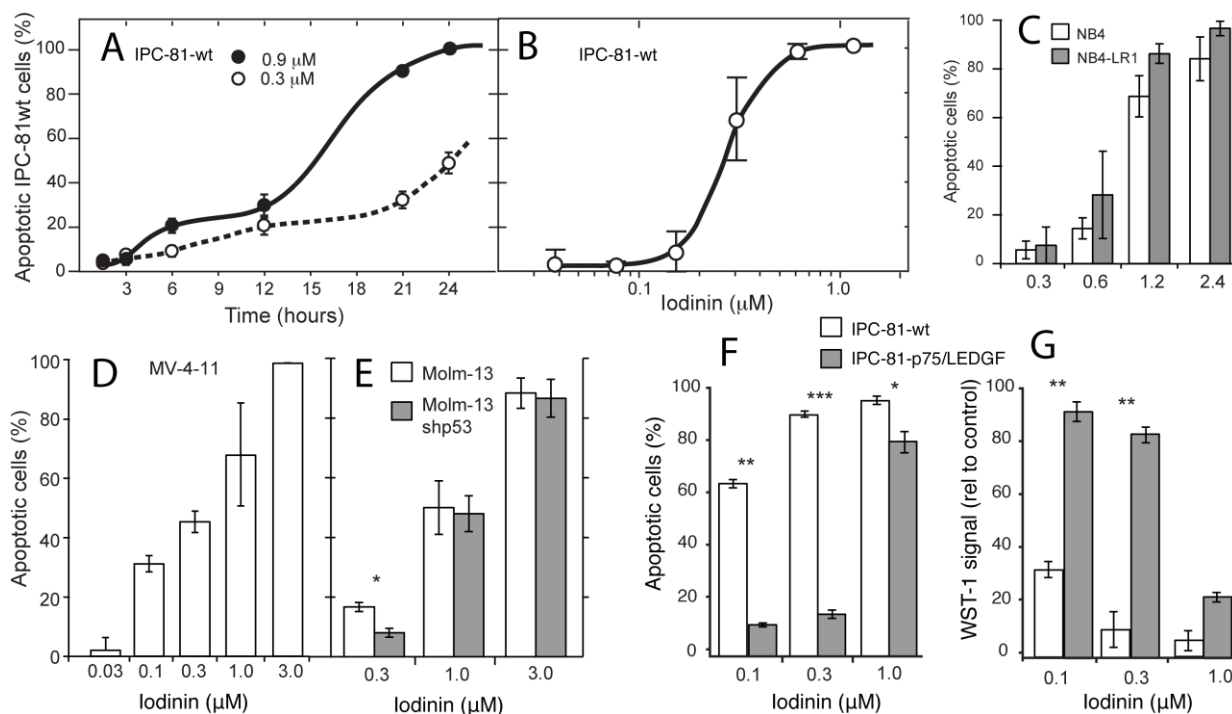 A
IPC-81-wt
0.9 μM
0.3 μM
Apoptotic IPC-81wt cells (%)
100
80
60
40
20
0
3 6 9 12 15 18 21 24
Time (hours)
B
IPC-81-wt
0.1 1.0
Iodinin (μM)
C
NB4
NB4-LR1
Apoptotic cells (%)
100
80
60
40
20
0
0.3 0.6 1.2 2.4
D
MV-4-11
Apoptotic cells (%)
100
80
60
40
20
0
0.03 0.1 0.3 1.0 3.0
Iodinin (μM)
E
Molm-13
Molm-13
shp53
*
0.3 1.0 3.0
Iodinin (μM)
IPC-81-wt
IPC-81-p75/LEDGF
F
Apoptotic cells (%)
100
80
60
40
20
0
** *** *
0.1 0.3 1.0
Iodinin (μM)
G
WST-1 signal (rel to control)
100
80
60
40
20
0
** **
0.1 0.3 1.0
Iodinin (μM)